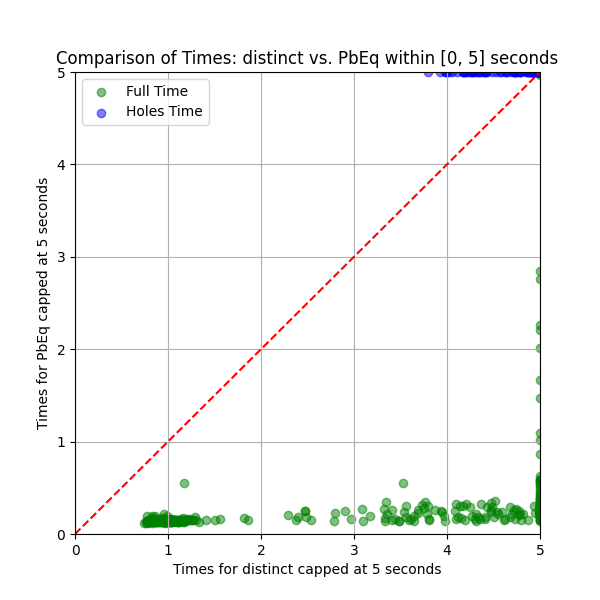 Comparison of Times: distinct vs. PbEq within [0, 5] seconds
Full Time
Holes Time
Times for PbEq capped at 5 seconds
5
4
3
2
1
0
0 1 2 3 4 5
Times for distinct capped at 5 seconds